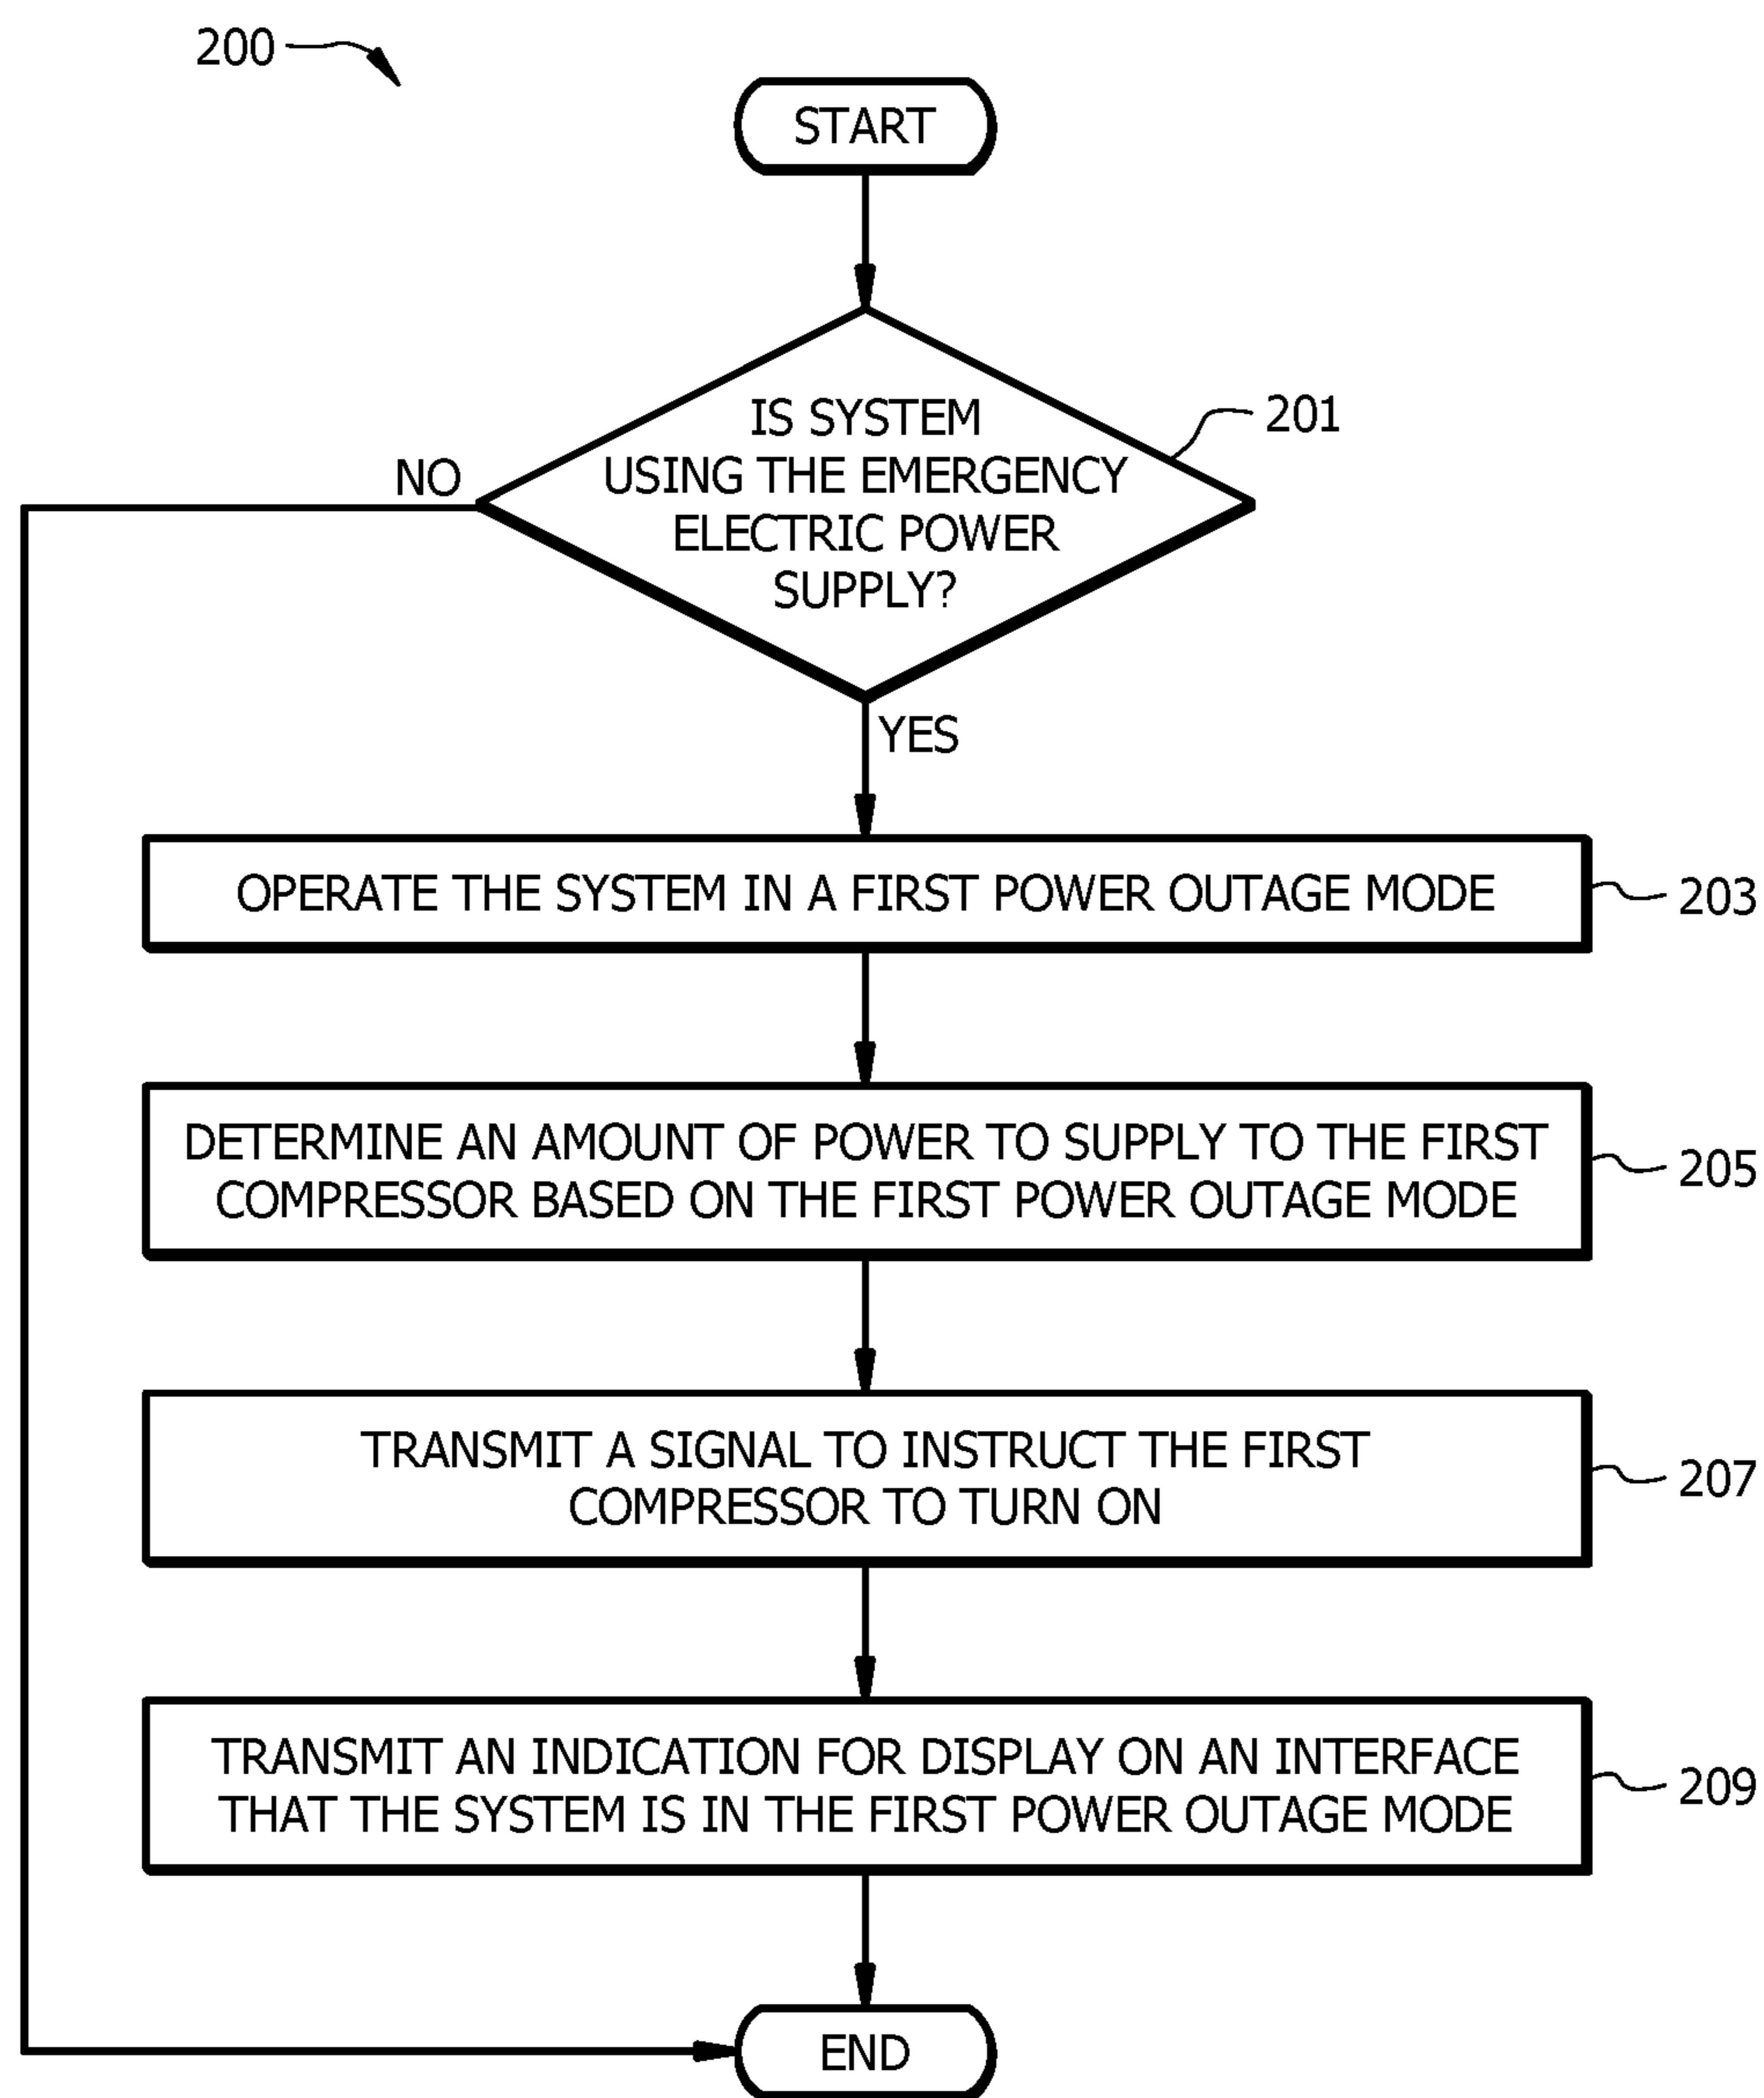 200
START
IS SYSTEM
USING THE EMERGENCY
ELECTRIC POWER
SUPPLY?
201
NO
YES
OPERATE THE SYSTEM IN A FIRST POWER OUTAGE MODE
203
DETERMINE AN AMOUNT OF POWER TO SUPPLY TO THE FIRST
COMPRESSOR BASED ON THE FIRST POWER OUTAGE MODE
205
TRANSMIT A SIGNAL TO INSTRUCT THE FIRST
COMPRESSOR TO TURN ON
207
TRANSMIT AN INDICATION FOR DISPLAY ON AN INTERFACE
THAT THE SYSTEM IS IN THE FIRST POWER OUTAGE MODE
209
END